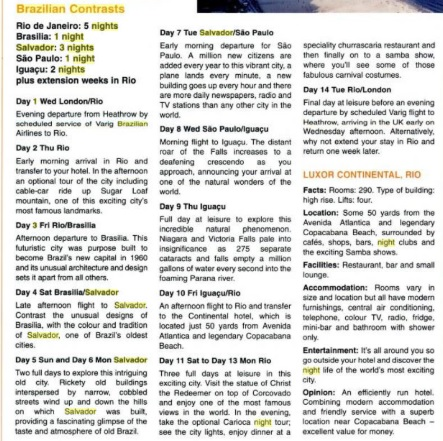 Brazilian Contrasts
Rio de Janeiro: 5 nights
Brasilia: 1 night
Salvador: 3 nights
São Paulo: 1 night
Iguaçu: 2 nights
plus extension weeks in Rio
Day 1 Wed London/Rio
Evening departure from Heathrow by
scheduled service of Varig Brazilian
Airlines to Rio.
Day 2 Thu Rio
Early morning arrival in Rio and
transfer to your hotel. In the afternoon
an optional tour of the city including
cable-car ride up Sugar Loaf
mountain, one of this exciting city's
most famous landmarks.
Day 3 Fri Rio/Brasilia
Afternoon departure to Brasilia. This
futuristic city was purpose built to
become Brazil's new capital in 1960
and its unusual architecture and design
sets it apart from all others.
Day 4 Sat Brasilia/Salvador
Late afternoon flight to Salvador.
Contrast the unusual designs of
Brasilia, with the colour and tradition
of Salvador, one of Brazil's oldest
cities.
Day 5 Sun and Day 6 Mon Salvador
Two full days to explore this intriguing
old city. Rickety old buildings
interspersed by narrow, cobbled
streets wind up and down the hills
on which Salvador was built,
providing a fascinating glimpse of the
taste and atmosphere of old Brazil.
Day 7 Tue Salvador/São Paulo
Early morning departure for São
Paulo. A million new citizens are
added every year to this vibrant city, a
plane lands every minute, a new
building goes up every hour and there
are more daily newspapers, radio and
TV stations than any other city in the
world.
Day 8 Wed São Paulo/Iguaçu
Morning flight to Iguaçu. The distant
roar of the Falls increases to a
deafening crescendo as you
approach, announcing your arrival at
one of the natural wonders of the
world.
Day 9 Thu Iguaçu
Full day at leisure to explore this
incredible natural phenomenon.
Niagara and Victoria Falls pale into
insignificance as 275 separate
cataracts and falls empty a million
gallons of water every second into the
foaming Parana river.
Day 10 Fri Iguaçu/Rio
An afternoon flight to Rio and transfer
to the Continental hotel, which is
located just 50 yards from Avenida
Atlantica and legendary Copacabana
Beach.
Day 11 Sat to Day 13 Mon Rio
Three full days at leisure in this
exciting city. Visit the statue of Christ
the Redeemer on top of Corcovado
and enjoy one of the most famous
views in the world. In the evening,
take the optional Carioca night tour;
see the city lights, enjoy dinner at a
speciality churrascaria restaurant and
then finally on to a samba show,
where you'll see some of those
fabulous carnival costumes.
Day 14 Tue Rio/London
Final day at leisure before an evening
departure by scheduled Varig flight to
Heathrow, arriving in the UK early on
Wednesday afternoon. Alternatively,
why not extend your stay in Rio and
return one week later.
LUXOR CONTINENTAL, RIO
Facts: Rooms: 290. Type of building:
high rise. Lifts: four.
Location: Some 50 yards from the
Avenida Atlantica and legendary
Copacabana Beach, surrounded by
cafés, shops, bars, night clubs and
the exciting Samba shows.
Facilities: Restaurant, bar and small
lounge.
Accommodation: Rooms vary in
size and location but all have modern
furnishings, central air conditioning,
telephone, colour TV, radio, fridge,
mini-bar and bathroom with shower
only.
Entertainment: It's all around you so
go outside your hotel and discover the
night life of the world's most exciting
city.
Opinion: An efficiently run hotel.
Combining modern accommodation
and friendly service with a superb
location near Copacabana Beach –
excellent value for money.